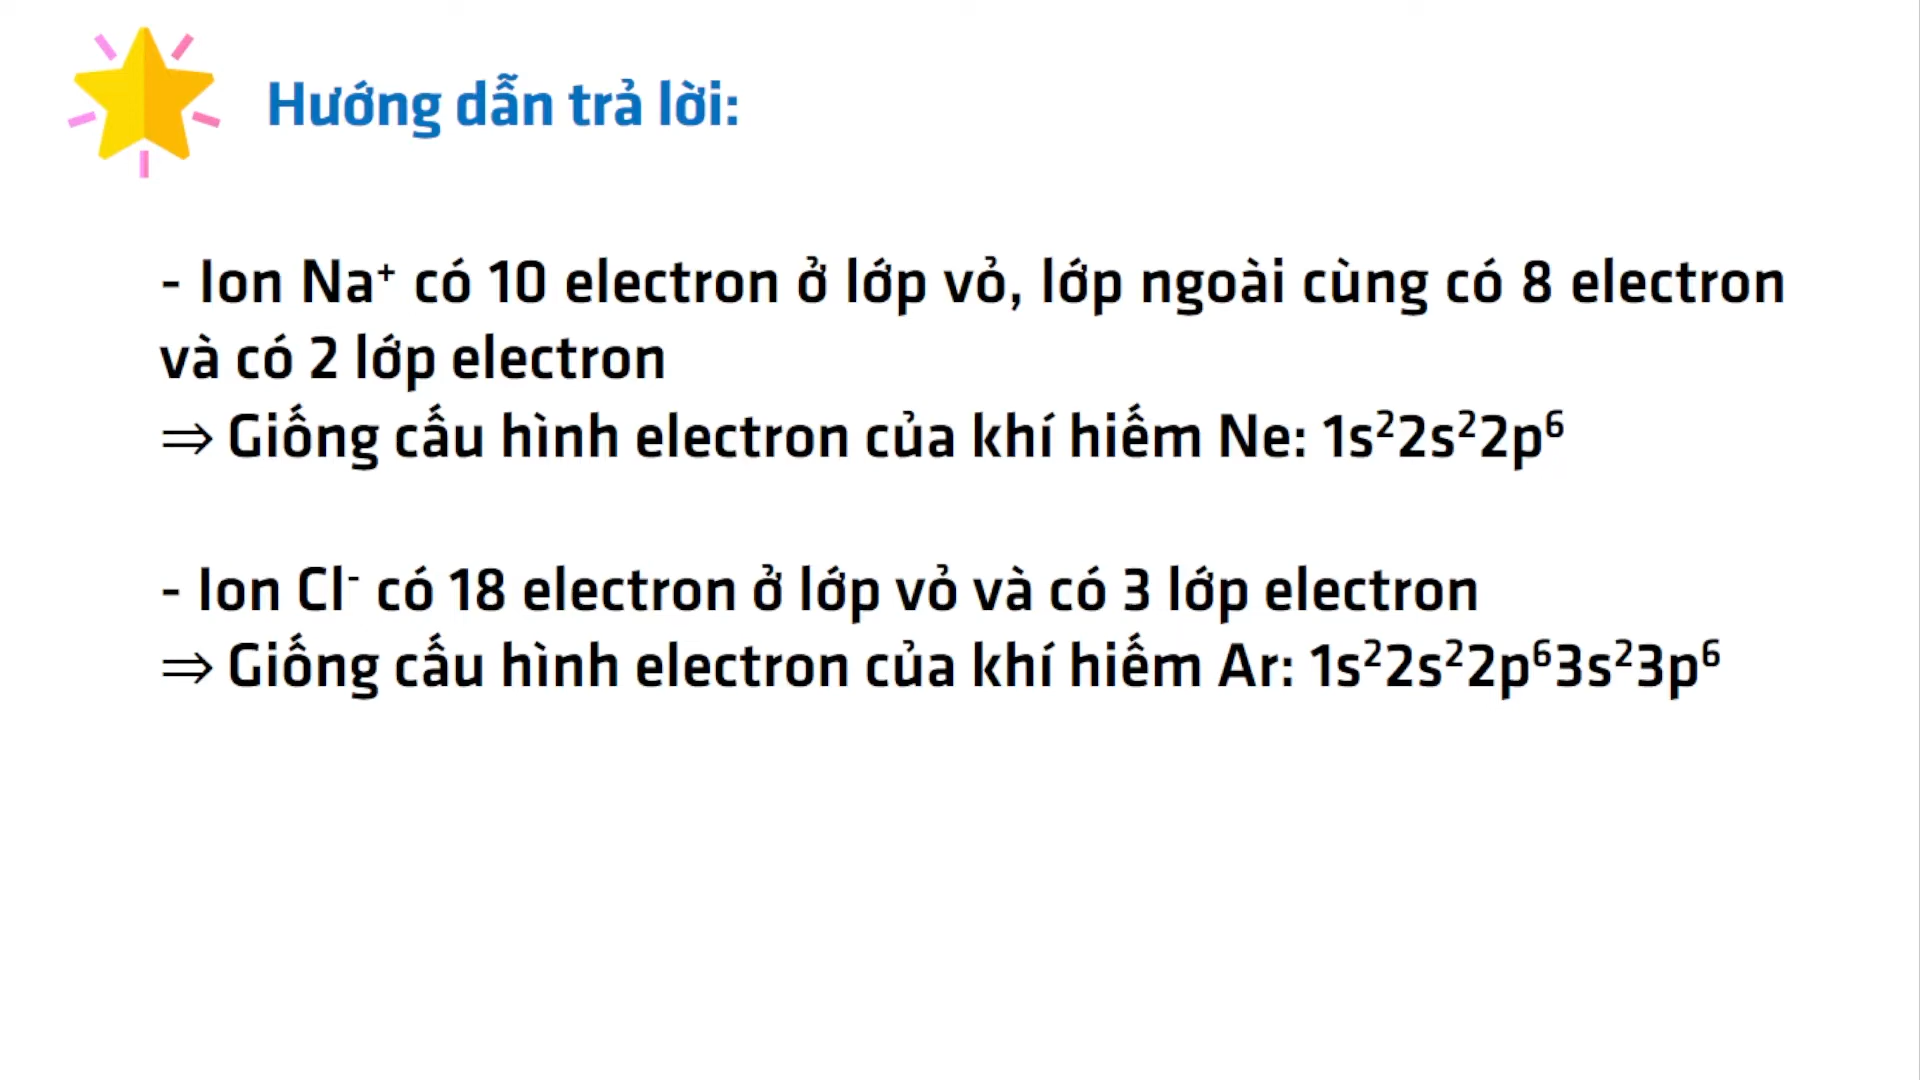 Hướng dẫn trả lời:
- Ion Na⁺ có 10 electron ở lớp vỏ, lớp ngoài cùng có 8 electron
và có 2 lớp electron
⇒ Giống cấu hình electron của khí hiếm Ne: 1s²2s²2p⁶
- Ion Cl⁻ có 18 electron ở lớp vỏ và có 3 lớp electron
⇒ Giống cấu hình electron của khí hiếm Ar: 1s²2s²2p⁶3s²3p⁶